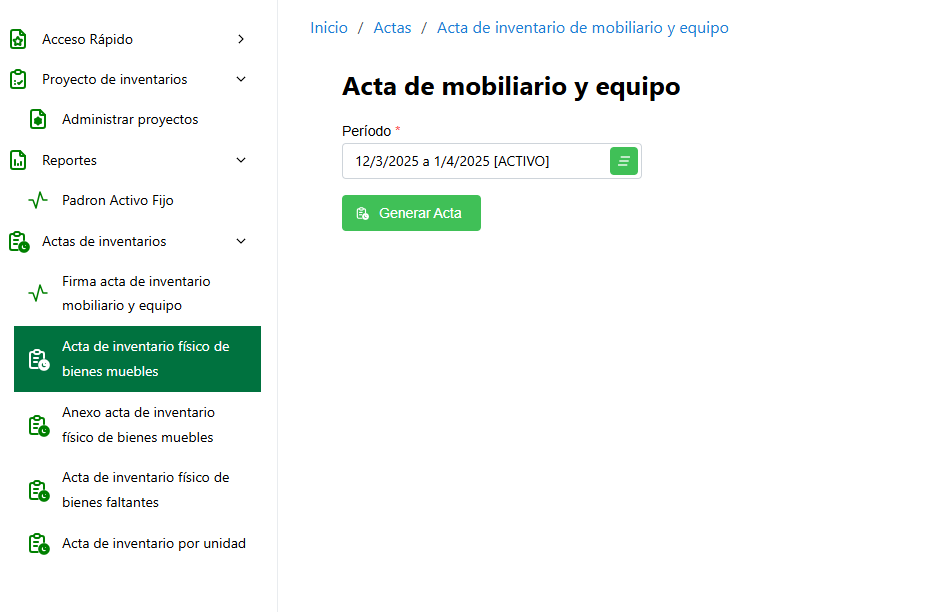 Acceso Rápido
Proyecto de inventarios
Administrar proyectos
Reportes
Padron Activo Fijo
Actas de inventarios
Firma acta de inventario
mobiliario y equipo
Acta de inventario físico de
bienes muebles
Anexo acta de inventario
físico de bienes muebles
Acta de inventario físico de
bienes faltantes
Acta de inventario por unidad
Inicio / Actas / Acta de inventario de mobiliario y equipo
Acta de mobiliario y equipo
Período *
12/3/2025 a 1/4/2025 [ACTIVO]
Generar Acta